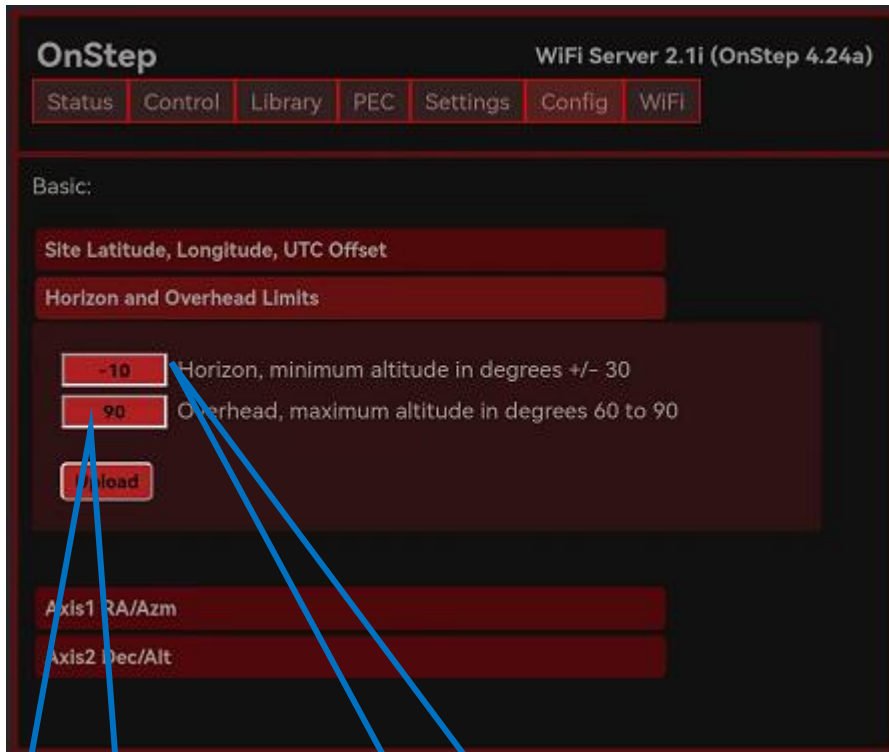 OnStep WiFi Server 2.1i (OnStep 4.24a)
Status Control Library PEC Settings Config WiFi
Basic:
Site Latitude, Longitude, UTC Offset
Horizon and Overhead Limits
-10 Horizon, minimum altitude in degrees +/- 30
90 Overhead, maximum altitude in degrees 60 to 90
Upload
Axis1 RA/Azm
Axis2 Dec/Alt